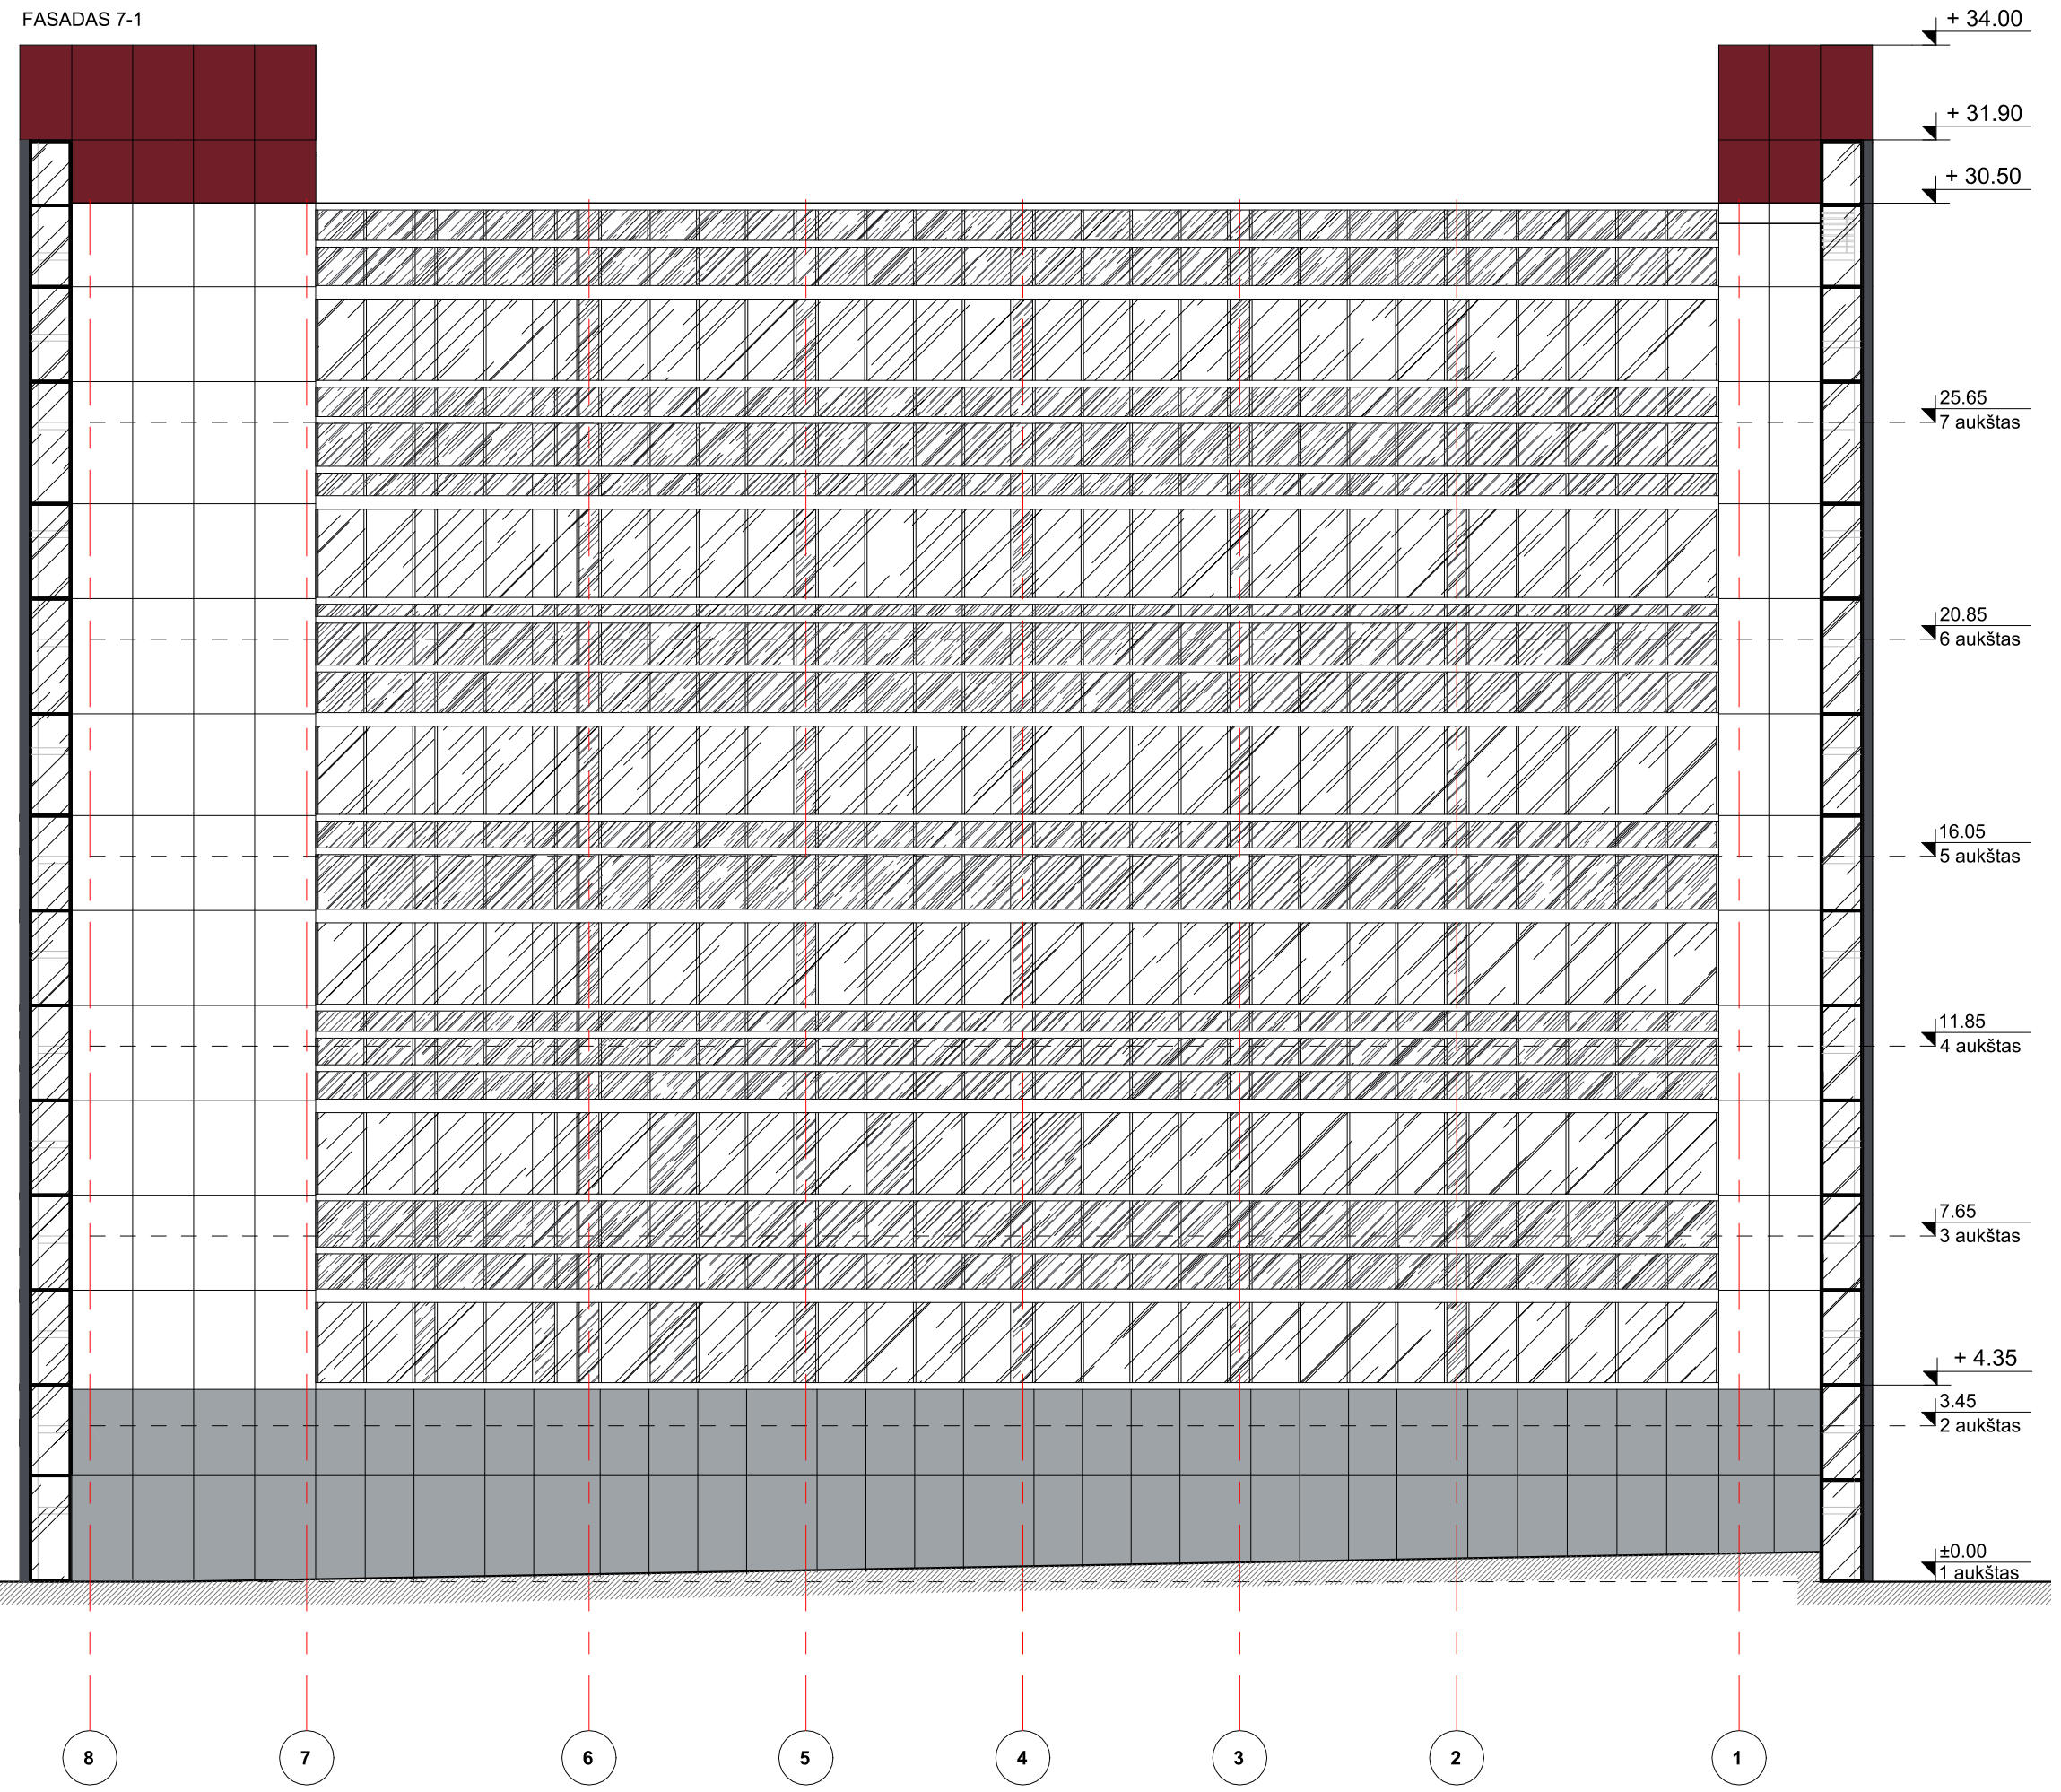 FASADAS 7-1
+ 34.00
+ 31.90
+ 30.50
25.65
7 aukštas
20.85
6 aukštas
16.05
5 aukštas
11.85
4 aukštas
7.65
3 aukštas
+ 4.35
3.45
2 aukštas
±0.00
1 aukštas
8 7 6 5 4 3 2 1